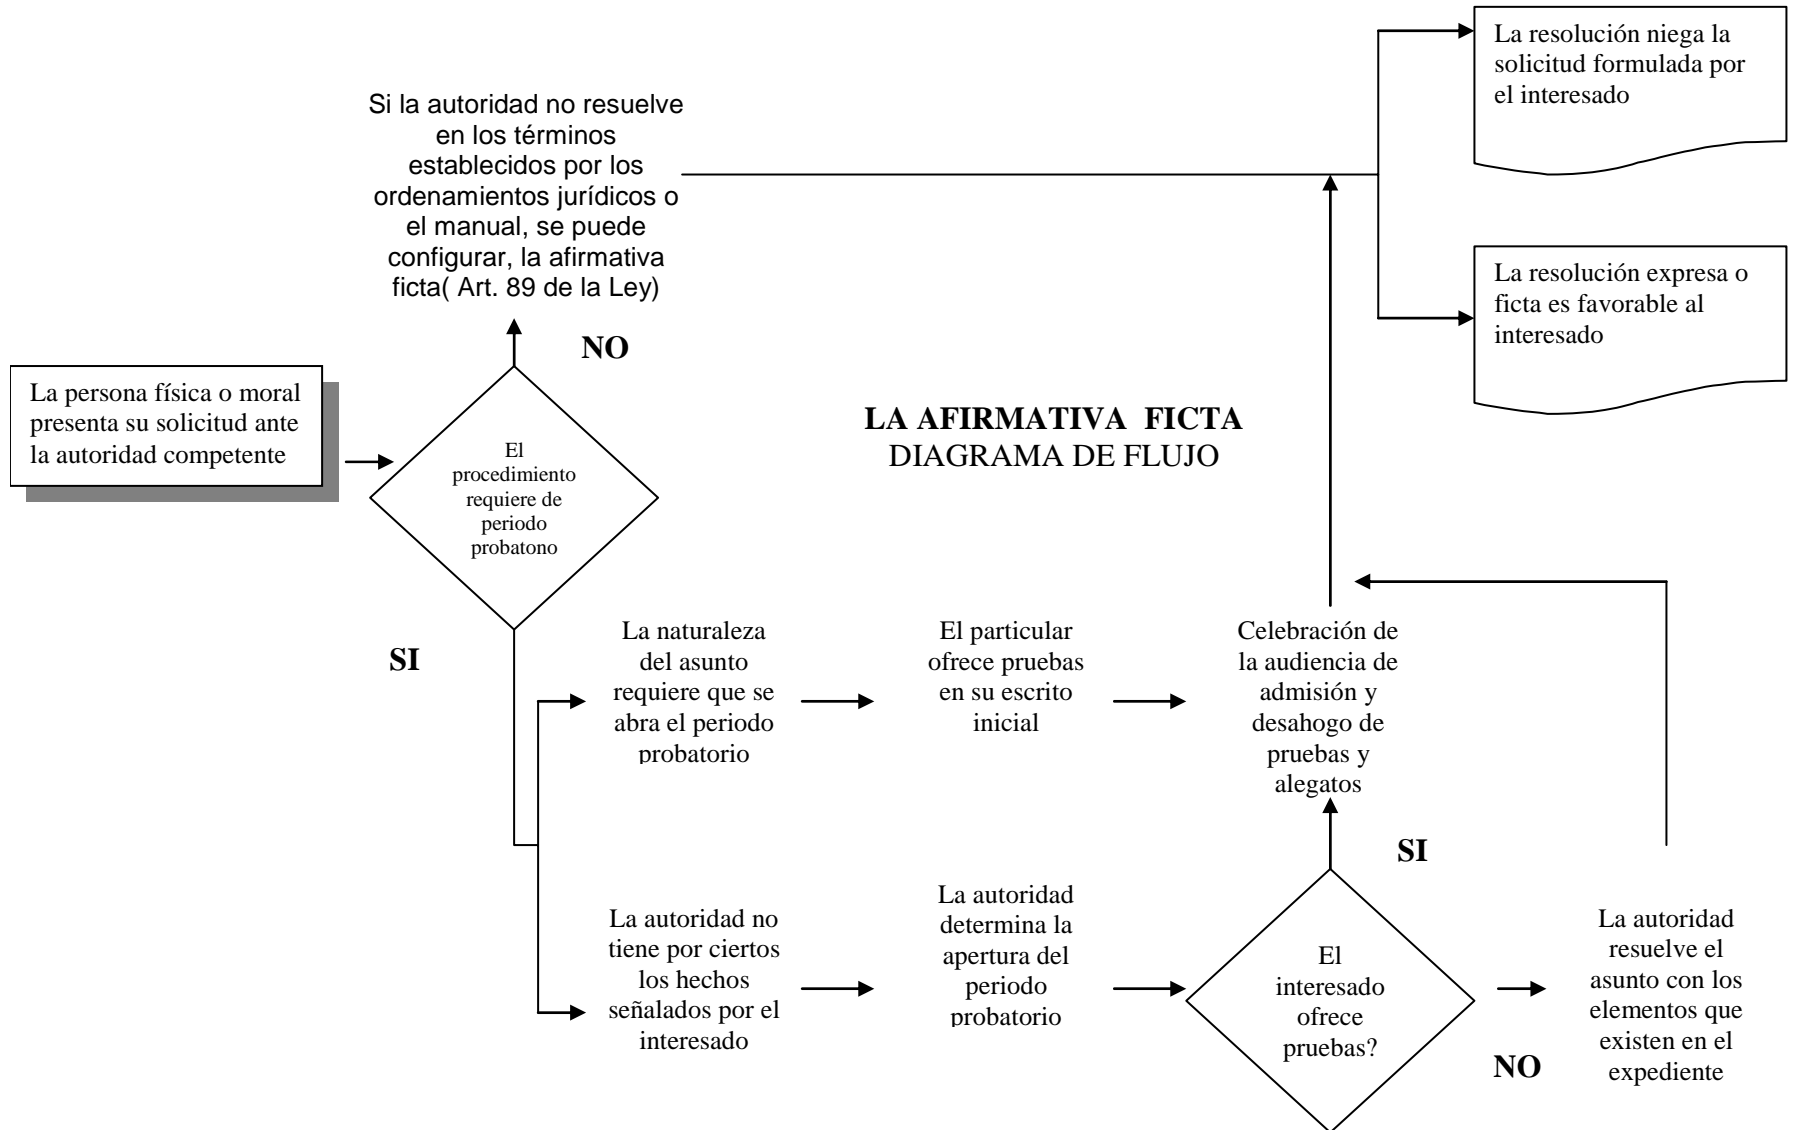 La resolución niega la
solicitud formulada por
el interesado
Si la autoridad no resuelve
en los términos
establecidos por los
ordenamientos jurídicos o
el manual, se puede
configurar, la afirmativa
ficta( Art. 89 de la Ley)
La resolución expresa o
ficta es favorable al
interesado
NO
La persona física o moral
presenta su solicitud ante
la autoridad competente
LA AFIRMATIVA  FICTA
DIAGRAMA DE FLUJO
El
procedimiento
requiere de
periodo
probatono
SI
La naturaleza
del asunto
requiere que se
abra el periodo
probatorio
El particular
ofrece pruebas
en su escrito
inicial
Celebración de
la audiencia de
admisión y
desahogo de
pruebas y
alegatos
SI
La autoridad no
tiene por ciertos
los hechos
señalados por el
interesado
La autoridad
determina la
apertura del
periodo
probatorio
El
interesado
ofrece
pruebas?
NO
La autoridad
resuelve el
asunto con los
elementos que
existen en el
expediente